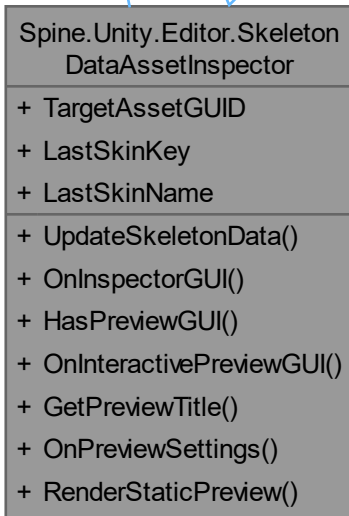 Spine.Unity.Editor.Skeleton
DataAssetInspector
+ TargetAssetGUID
+ LastSkinKey
+ LastSkinName
+ UpdateSkeletonData()
+ OnInspectorGUI()
+ HasPreviewGUI()
+ OnInteractivePreviewGUI()
+ GetPreviewTitle()
+ OnPreviewSettings()
+ RenderStaticPreview()